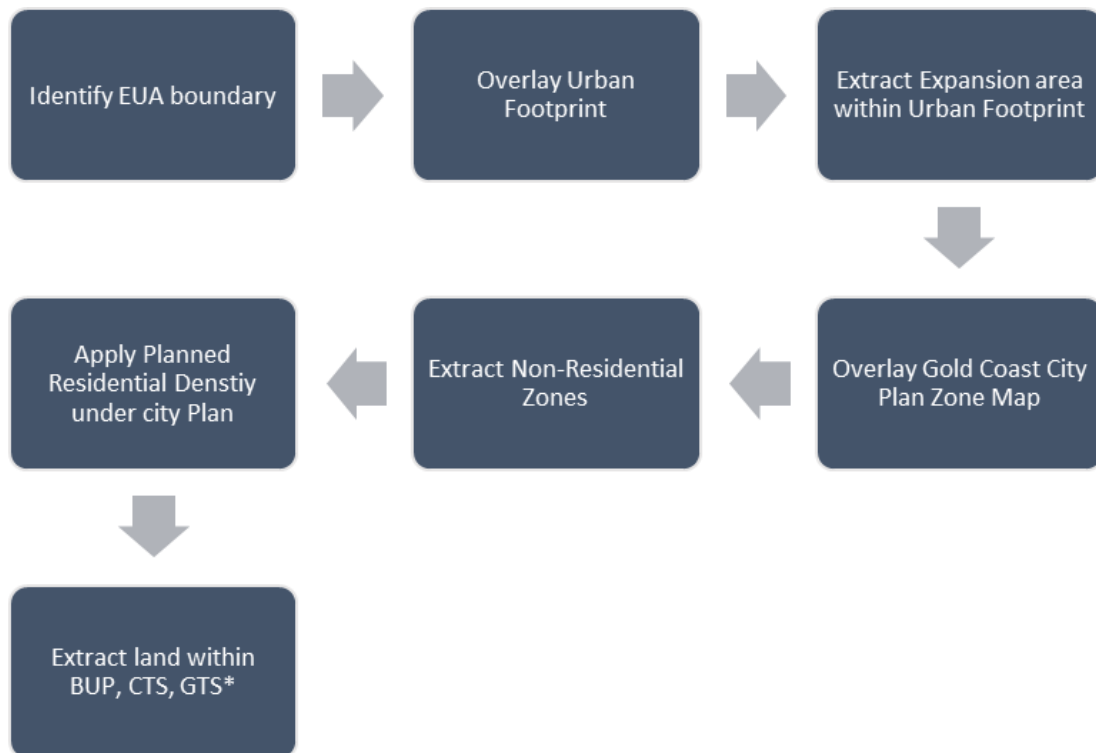 Identify EUA boundary
Overlay Urban
Footprint
Extract Expansion area
within Urban Footprint
Overlay Gold Coast City
Plan Zone Map
Extract Non-Residential
Zones
Apply Planned
Residential Denstiy
under city Plan
Extract land within
BUP, CTS, GTS*